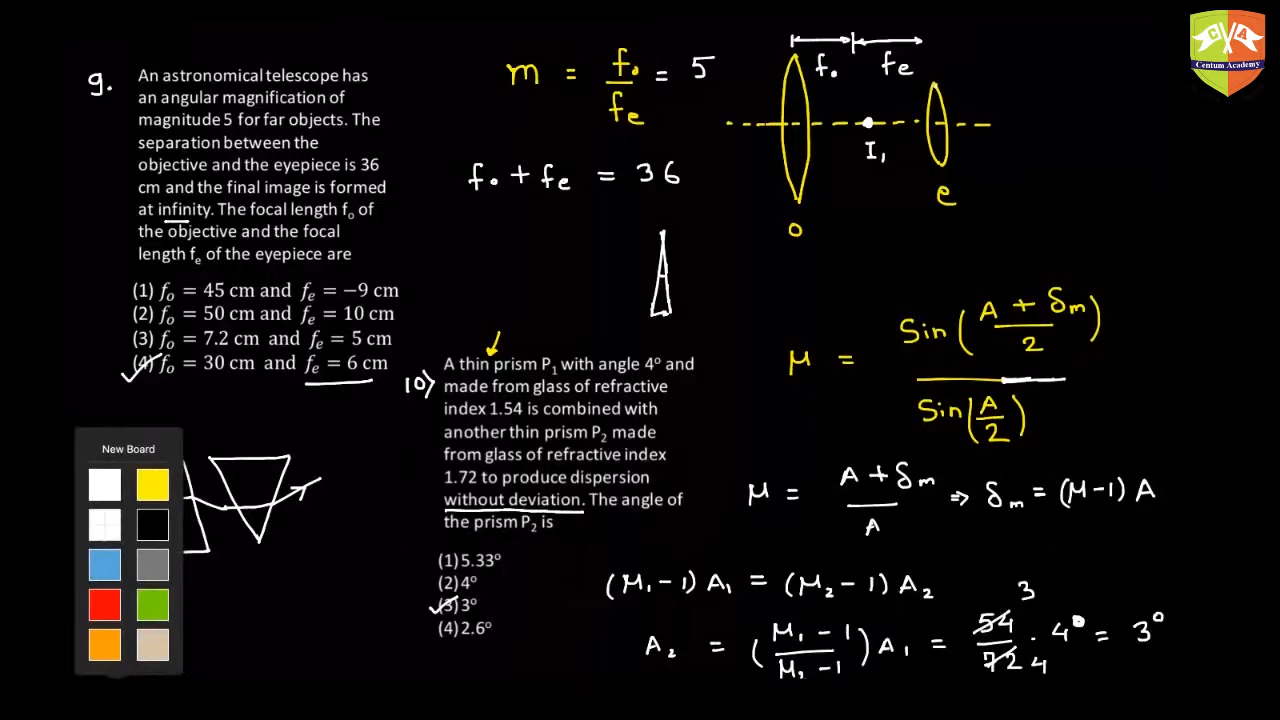 9.
An astronomical telescope has
an angular magnification of
magnitude 5 for far objects. The
separation between the
objective and the eyepiece is 36
cm and the final image is formed
at infinity. The focal length fₒ of
the objective and the focal
length fₑ of the eyepiece are
(1) 𝑓ₒ = 45 cm and 𝑓ₑ = −9 cm
(2) 𝑓ₒ = 50 cm and 𝑓ₑ = 10 cm
(3) 𝑓ₒ = 7.2 cm and 𝑓ₑ = 5 cm
(4) 𝑓ₒ = 30 cm and 𝑓ₑ = 6 cm
m = fₒ/fₑ = 5
fₒ + fₑ = 36
fₒ fₑ
I₁
o
e
CA
Centum Academy
10)
A thin prism P₁ with angle 4º and
made from glass of refractive
index 1.54 is combined with
another thin prism P₂ made
from glass of refractive index
1.72 to produce dispersion
without deviation. The angle of
the prism P₂ is
(1) 5.33º
(2) 4º
(3) 3º
(4) 2.6º
μ = Sin((A + δm)/2) / Sin(A/2)
μ = (A + δm)/A ⇒ δm = (μ−1) A
(μ₁−1) A₁ = (μ₂−1) A₂
A₂ = ((μ₁−1)/(μ₂−1)) A₁ = 54/72 · 4° = 3°
3
4
New Board